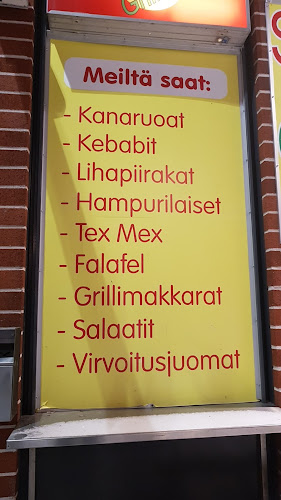 Meiltä saat:
- Kanaruoat
- Kebabit
- Lihapiirakat
- Hampurilaiset
- Tex Mex
- Falafel
- Grillimakkarat
- Salaatit
- Virvoitusjuomat